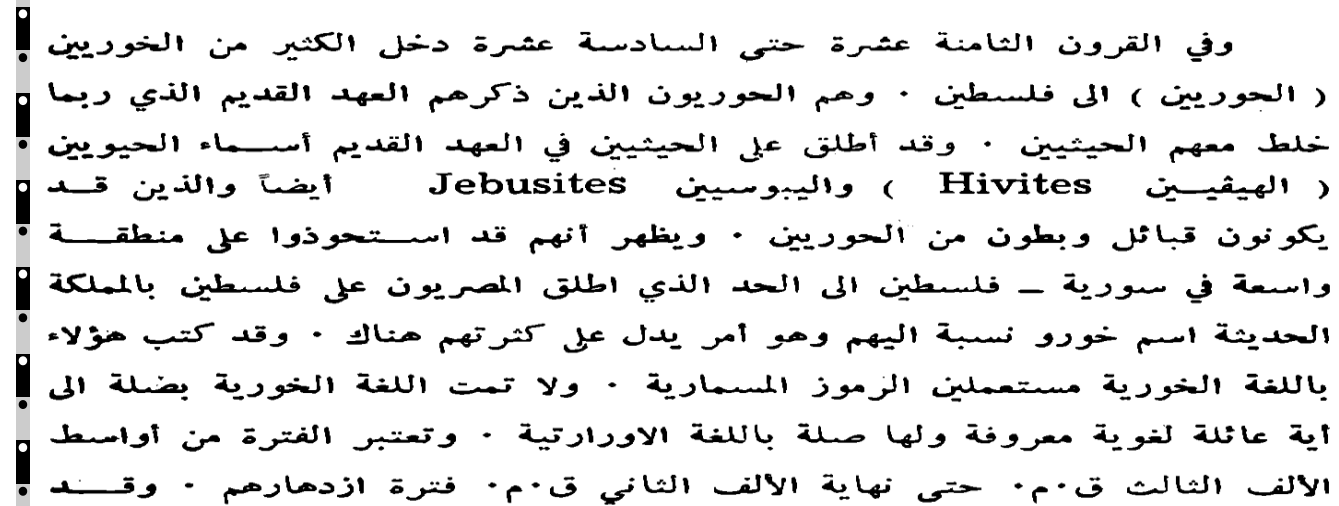 وفي القرون الثامنة عشرة حتى السادسة عشرة دخل الكثير من الخوريين
( الحوريين ) الى فلسطين ٠ وهم الحوريون الذين ذكرهم العهد القديم الذي ربما
خلط معهم الحيثيين ٠ وقد أطلق على الحيثيين في العهد القديم أسماء الحيويين
( الهيڤيين Hivites ) واليبوسيين Jebusites أيضاً والذين قد
يكونون قبائل وبطون من الحوريين ٠ ويظهر أنهم قد استحوذوا على منطقة
واسعة في سورية ــ فلسطين الى الحد الذي اطلق المصريون على فلسطين بالمملكة
الحديثة اسم خورو نسبة اليهم وهو أمر يدل على كثرتهم هناك ٠ وقد كتب هؤلاء
باللغة الخورية مستعملين الرموز المسمارية ٠ ولا تمت اللغة الخورية بضلة الى
أية عائلة لغوية معروفة ولها صلة باللغة الاورارتية ٠ وتعتبر الفترة من أواسط
الألف الثالث ق٠م٠ حتى نهاية الألف الثاني ق٠م٠ فترة ازدهارهم ٠ وقد